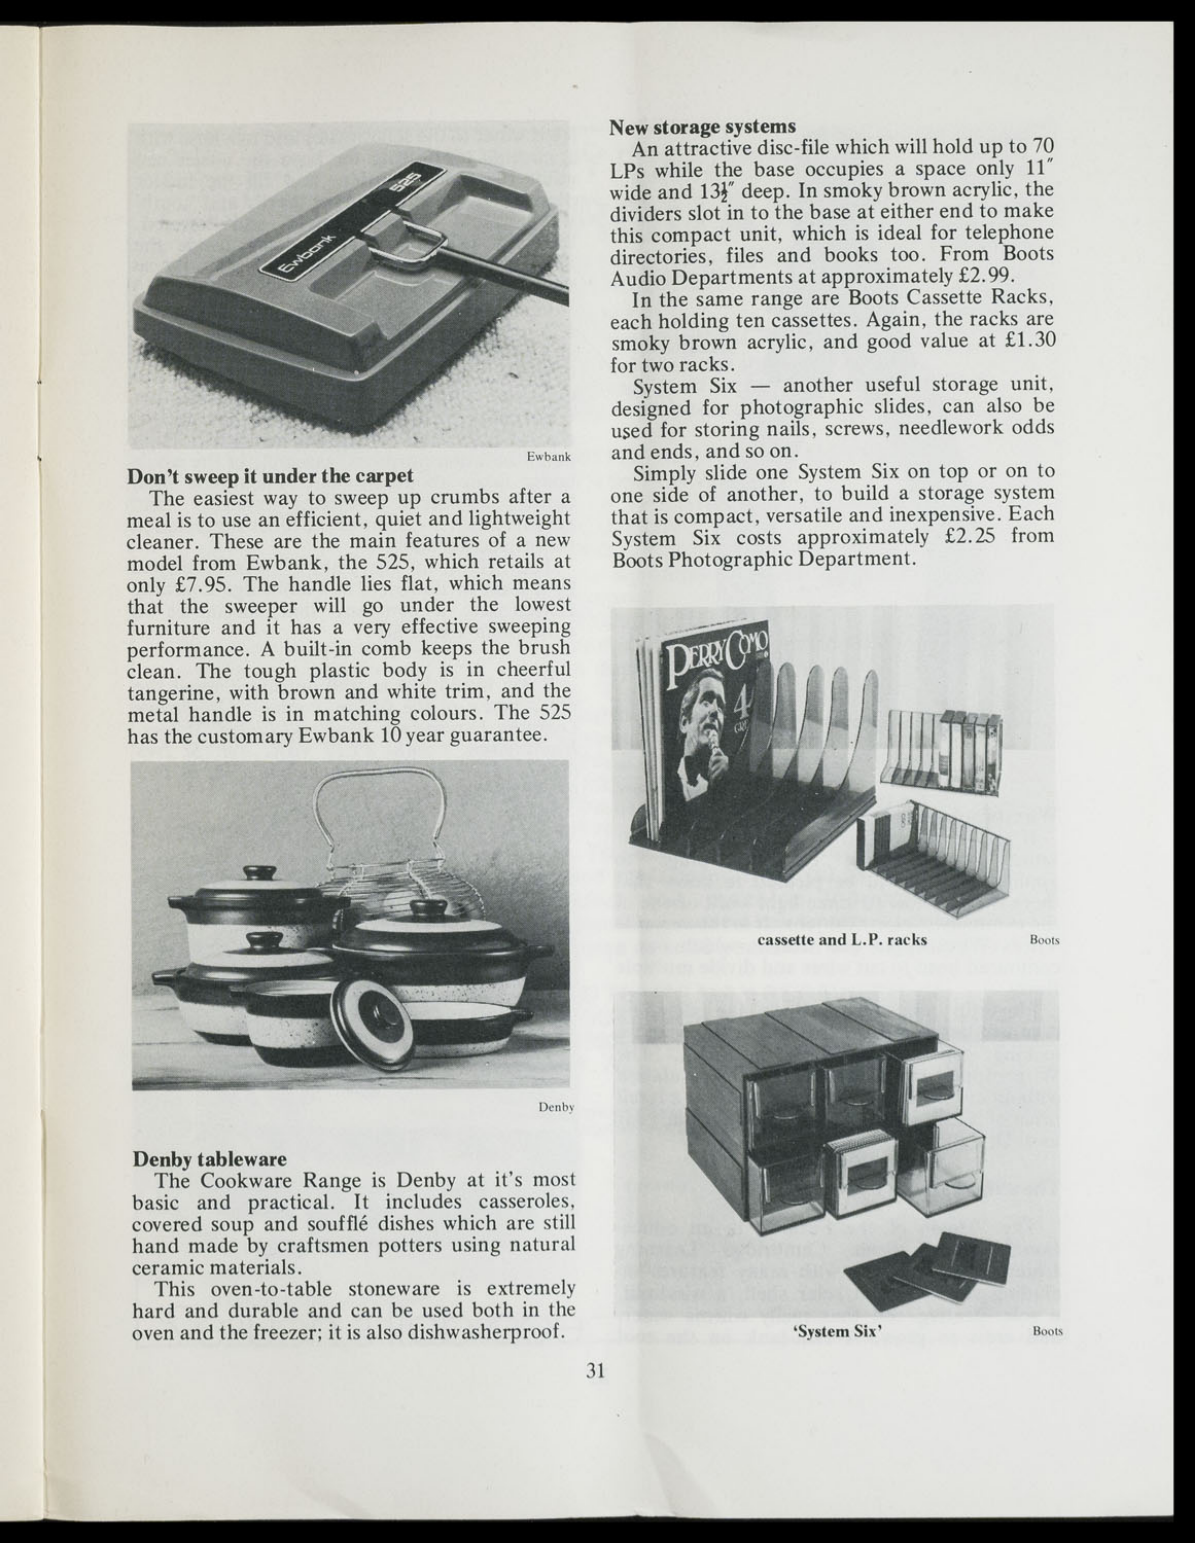 525
Ewbank
Ewbank
Don't sweep it under the carpet
The easiest way to sweep up crumbs after a
meal is to use an efficient, quiet and lightweight
cleaner. These are the main features of a new
model from Ewbank, the 525, which retails at
only £7.95. The handle lies flat, which means
that the sweeper will go under the lowest
furniture and it has a very effective sweeping
performance. A built-in comb keeps the brush
clean. The tough plastic body is in cheerful
tangerine, with brown and white trim, and the
metal handle is in matching colours. The 525
has the customary Ewbank 10 year guarantee.
Denby
Denby tableware
The Cookware Range is Denby at it's most
basic and practical. It includes casseroles,
covered soup and soufflé dishes which are still
hand made by craftsmen potters using natural
ceramic materials.
This oven-to-table stoneware is extremely
hard and durable and can be used both in the
oven and the freezer; it is also dishwasherproof.
New storage systems
An attractive disc-file which will hold up to 70
LPs while the base occupies a space only 11″
wide and 13½″ deep. In smoky brown acrylic, the
dividers slot in to the base at either end to make
this compact unit, which is ideal for telephone
directories, files and books too. From Boots
Audio Departments at approximately £2.99.
In the same range are Boots Cassette Racks,
each holding ten cassettes. Again, the racks are
smoky brown acrylic, and good value at £1.30
for two racks.
System Six — another useful storage unit,
designed for photographic slides, can also be
used for storing nails, screws, needlework odds
and ends, and so on.
Simply slide one System Six on top or on to
one side of another, to build a storage system
that is compact, versatile and inexpensive. Each
System Six costs approximately £2.25 from
Boots Photographic Department.
PERRY COMO
4
cassette and L.P. racks
Boots
'System Six'
Boots
31